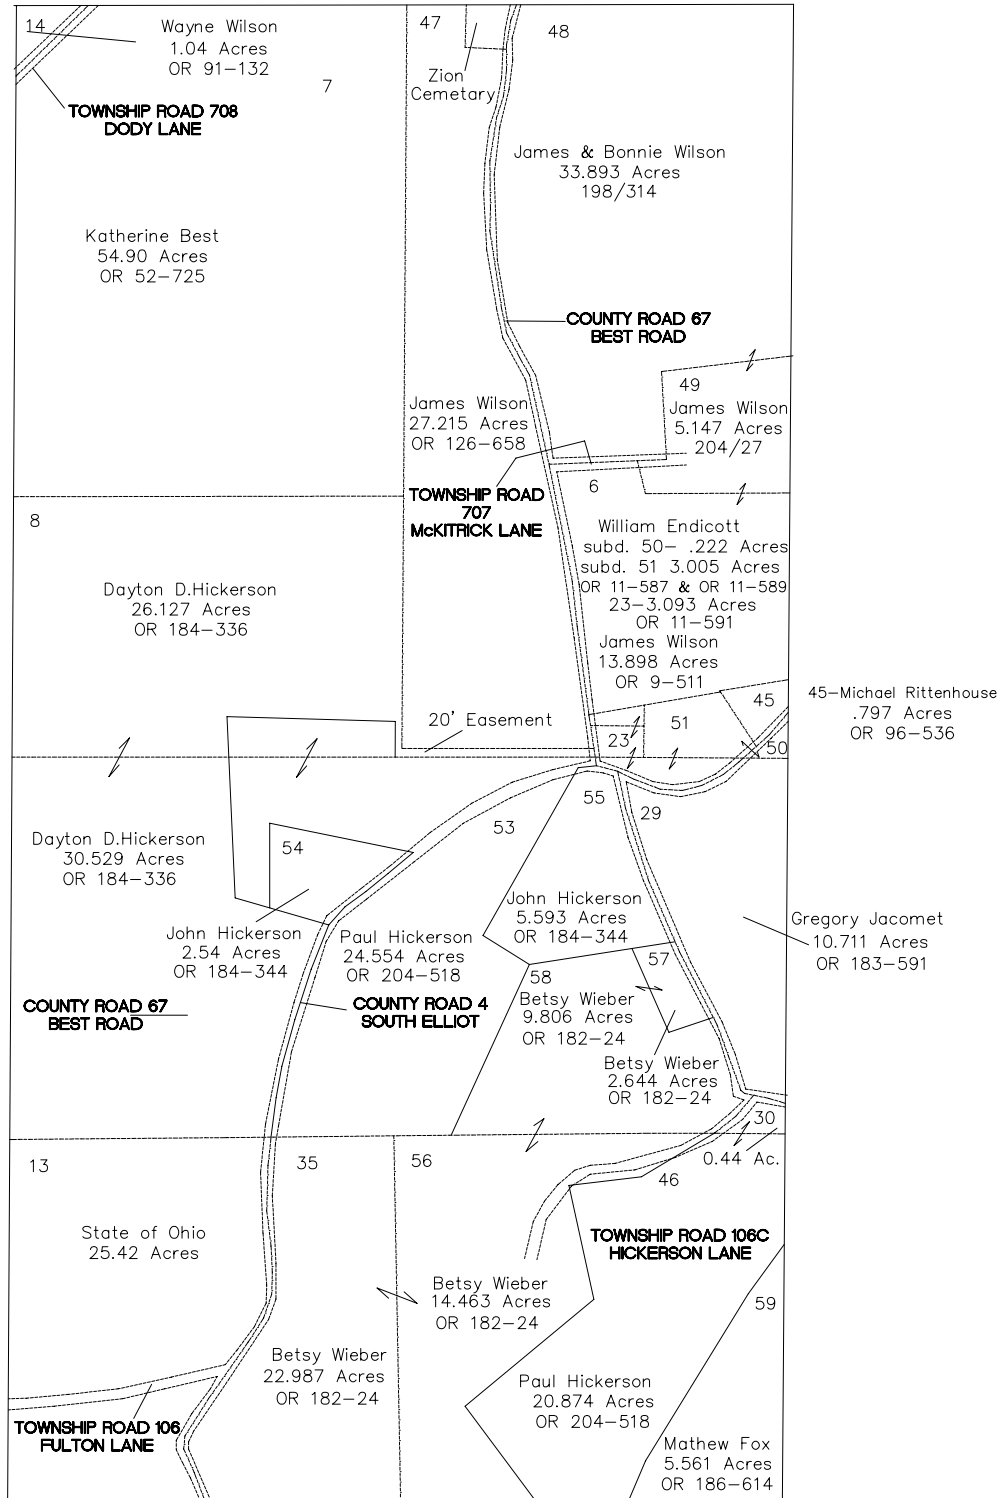 14
Wayne Wilson
1.04 Acres
OR 91-132
TOWNSHIP ROAD 708
DODY LANE
7
47
Zion
Cemetary
48
James & Bonnie Wilson
33.893 Acres
198/314
Katherine Best
54.90 Acres
OR 52-725
COUNTY ROAD 67
BEST ROAD
49
James Wilson
5.147 Acres
204/27
James Wilson
27.215 Acres
OR 126-658
TOWNSHIP ROAD
707
McKITRICK LANE
6
8
Dayton D.Hickerson
26.127 Acres
OR 184-336
William Endicott
subd. 50- .222 Acres
subd. 51 3.005 Acres
OR 11-587 & OR 11-589
23-3.093 Acres
OR 11-591
James Wilson
13.898 Acres
OR 9-511
45-Michael Rittenhouse
.797 Acres
OR 96-536
45
51
50
23
20' Easement
55
29
53
54
Dayton D.Hickerson
30.529 Acres
OR 184-336
John Hickerson
2.54 Acres
OR 184-344
Paul Hickerson
24.554 Acres
OR 204-518
John Hickerson
5.593 Acres
OR 184-344
Gregory Jacomet
10.711 Acres
OR 183-591
57
58
Betsy Wieber
9.806 Acres
OR 182-24
COUNTY ROAD 67
BEST ROAD
COUNTY ROAD 4
SOUTH ELLIOT
Betsy Wieber
2.644 Acres
OR 182-24
30
0.44 Ac.
13
35
56
46
State of Ohio
25.42 Acres
TOWNSHIP ROAD 106C
HICKERSON LANE
Betsy Wieber
14.463 Acres
OR 182-24
59
Betsy Wieber
22.987 Acres
OR 182-24
Paul Hickerson
20.874 Acres
OR 204-518
TOWNSHIP ROAD 106
FULTON LANE
Mathew Fox
5.561 Acres
OR 186-614